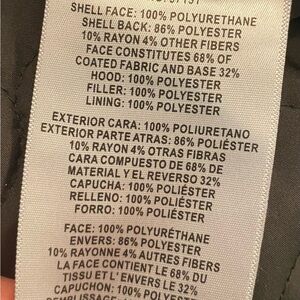 SHELL FACE: 100% POLYURETHANE
SHELL BACK: 86% POLYESTER
10% RAYON 4% OTHER FIBERS
FACE CONSTITUTES 68% OF
COATED FABRIC AND BASE 32%
HOOD: 100% POLYESTER
FILLER: 100% POLYESTER
LINING: 100% POLYESTER
EXTERIOR CARA: 100% POLIURETANO
EXTERIOR PARTE ATRAS: 86% POLIÉSTER
10% RAYON 4% OTRAS FIBRAS
CARA COMPUESTO DE 68% DE
MATERIAL Y EL REVERSO 32%
CAPUCHA: 100% POLIÉSTER
RELLENO: 100% POLIÉSTER
FORRO: 100% POLIÉSTER
FACE: 100% POLYURÉTHANE
ENVERS: 86% POLYESTER
10% RAYONNE 4% AUTRES FIBRES
LA FACE CONTIENT LE 68% DU
TISSU ET L' ENVERS LE 32%
CAPUCHON: 100% POLYESTER